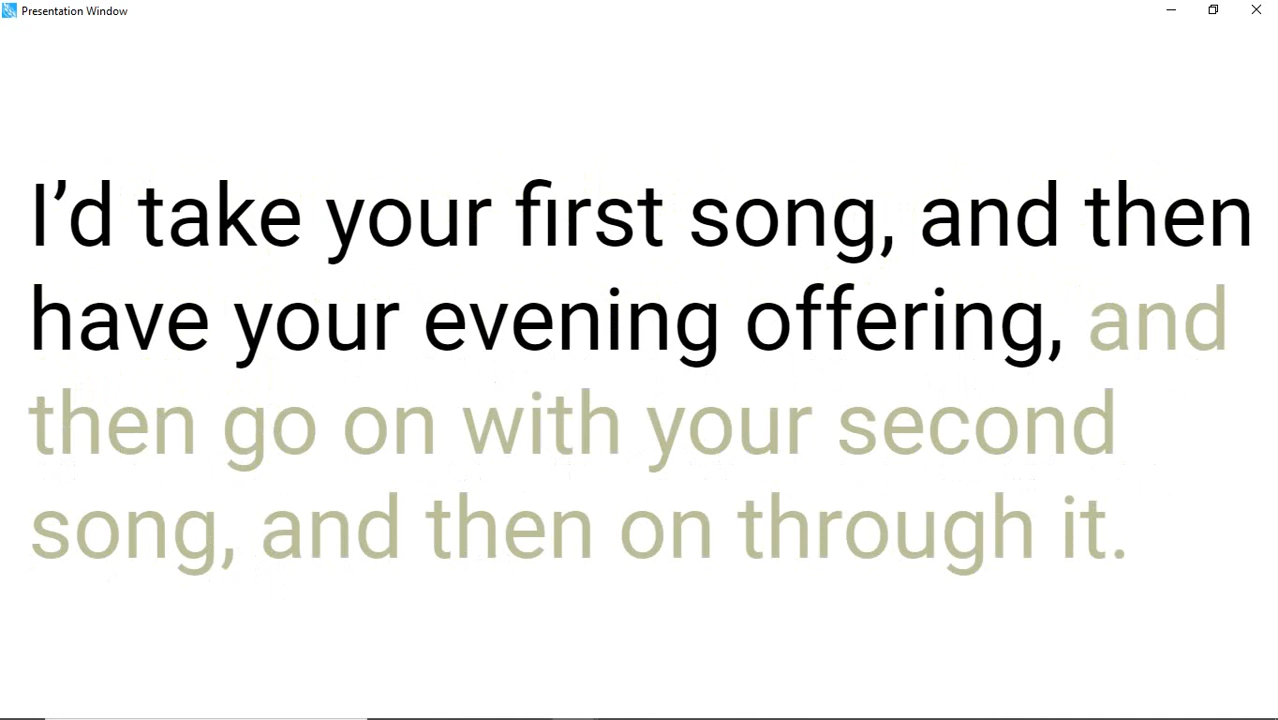 Presentation Window
I’d take your first song, and then
have your evening offering, and
then go on with your second
song, and then on through it.